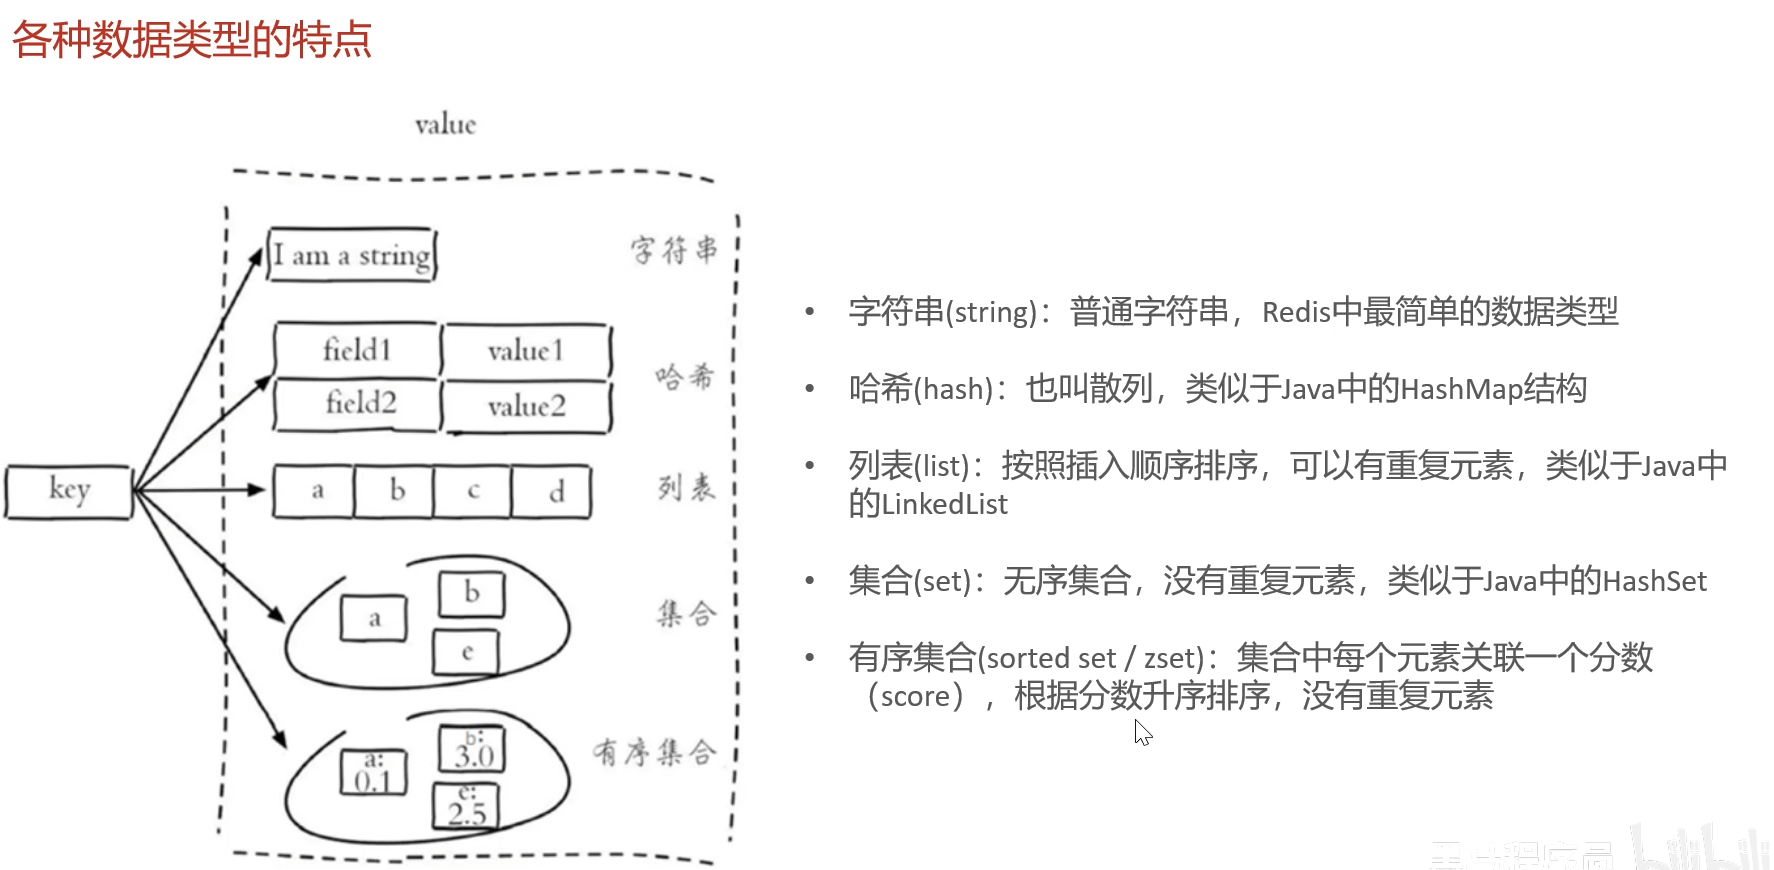 各种数据类型的特点
value
I am a string
字符串
field1
value1
field2
value2
哈希
key
a
b
c
d
列表
a
b
e
集合
a:
0.1
b:
3.0
e:
2.5
有序集合
• 字符串(string)：普通字符串，Redis中最简单的数据类型
• 哈希(hash)：也叫散列，类似于Java中的HashMap结构
• 列表(list)：按照插入顺序排序，可以有重复元素，类似于Java中
的LinkedList
• 集合(set)：无序集合，没有重复元素，类似于Java中的HashSet
• 有序集合(sorted set / zset)：集合中每个元素关联一个分数
（score），根据分数升序排序，没有重复元素
bilibili